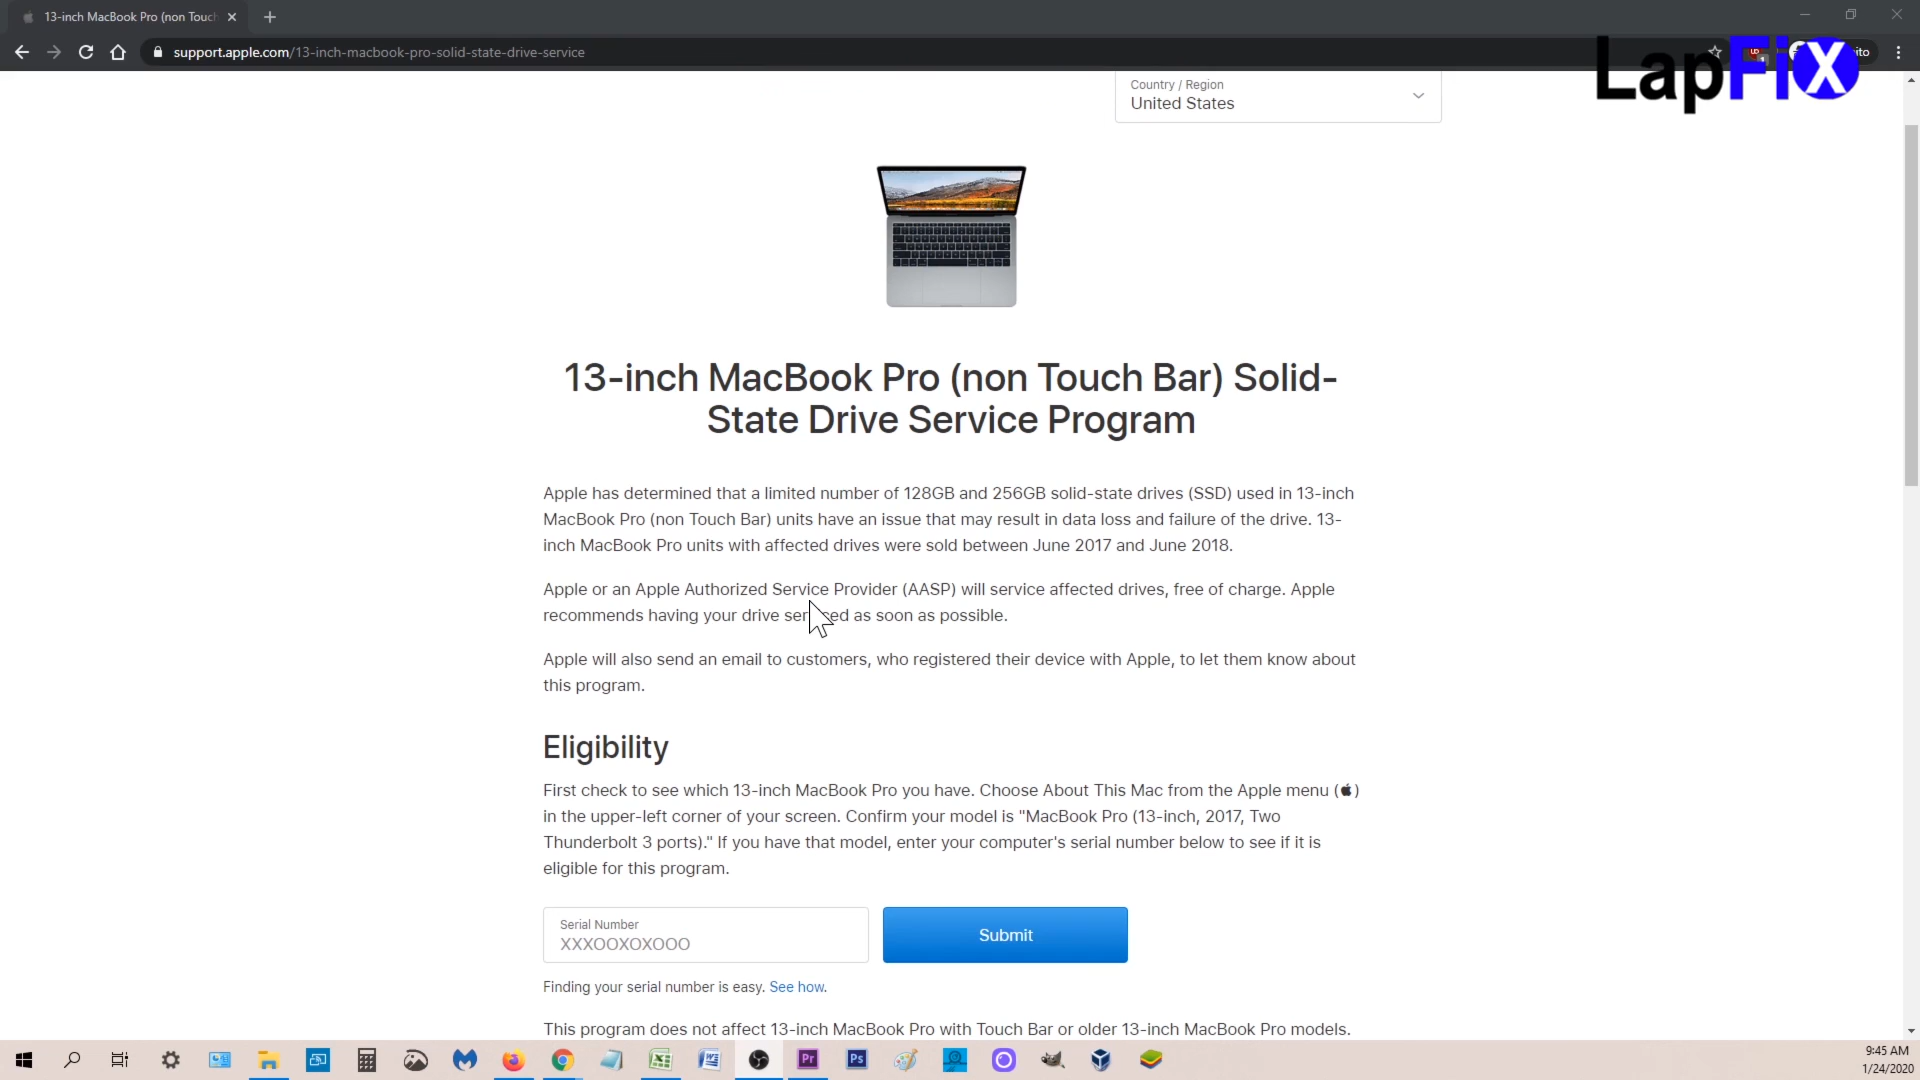 13-inch MacBook Pro (non Touch
support.apple.com/13-inch-macbook-pro-solid-state-drive-service
ito
LapFiX
Country / Region
United States
13-inch MacBook Pro (non Touch Bar) Solid-
State Drive Service Program
Apple has determined that a limited number of 128GB and 256GB solid-state drives (SSD) used in 13-inch
MacBook Pro (non Touch Bar) units have an issue that may result in data loss and failure of the drive. 13-
inch MacBook Pro units with affected drives were sold between June 2017 and June 2018.
Apple or an Apple Authorized Service Provider (AASP) will service affected drives, free of charge. Apple
recommends having your drive serviced as soon as possible.
Apple will also send an email to customers, who registered their device with Apple, to let them know about
this program.
Eligibility
First check to see which 13-inch MacBook Pro you have. Choose About This Mac from the Apple menu ()
in the upper-left corner of your screen. Confirm your model is "MacBook Pro (13-inch, 2017, Two
Thunderbolt 3 ports)." If you have that model, enter your computer's serial number below to see if it is
eligible for this program.
Serial Number
XXXOOXOXOOO
Submit
Finding your serial number is easy. See how.
This program does not affect 13-inch MacBook Pro with Touch Bar or older 13-inch MacBook Pro models.
Pr
Ps
9:45 AM
1/24/2020